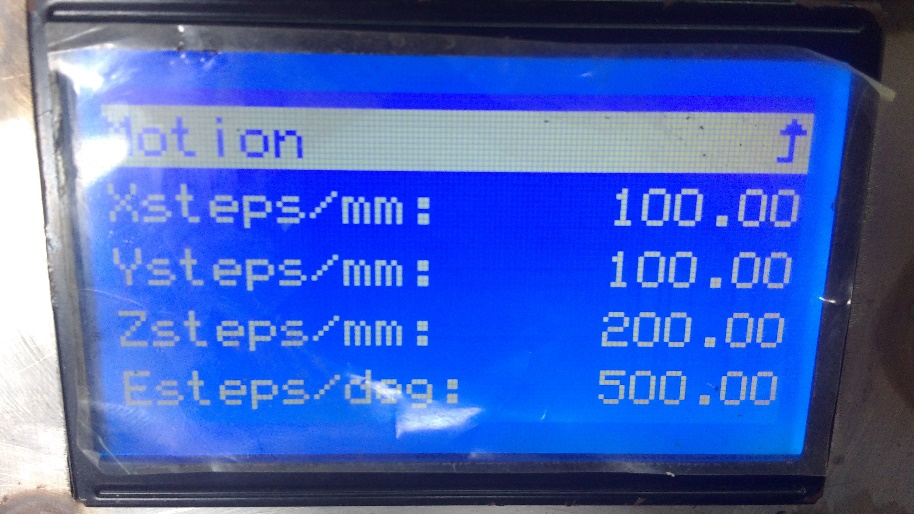 Motion
Xsteps/mm: 100.00
Ysteps/mm: 100.00
Zsteps/mm: 200.00
Esteps/deg: 500.00